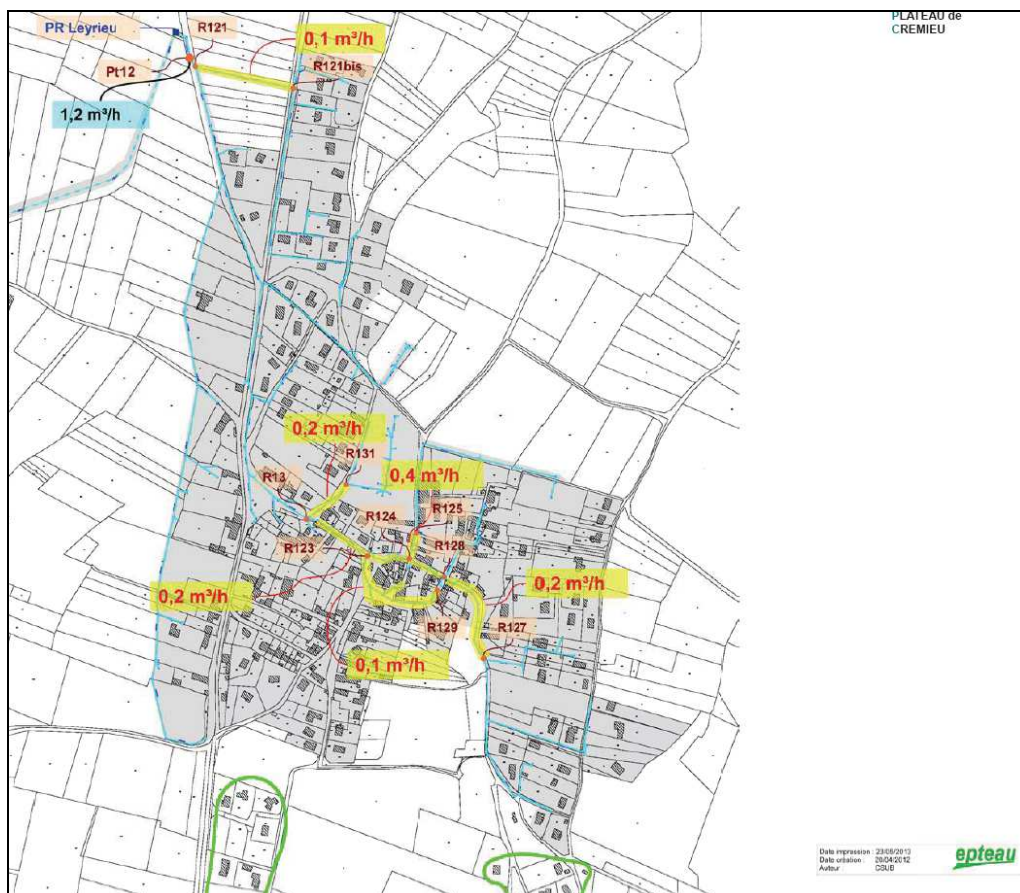 PLATEAU de
CREMIEU
PR Leyrieu
R121
0,1 m³/h
Pt12
R121bis
1,2 m³/h
0,2 m³/h
R131
0,4 m³/h
R13
R124
R125
R123
R128
0,2 m³/h
0,2 m³/h
R129
R127
0,1 m³/h
Date impression : 23/08/2013
Date création : 26/04/2012
Auteur : CSUB
epteau